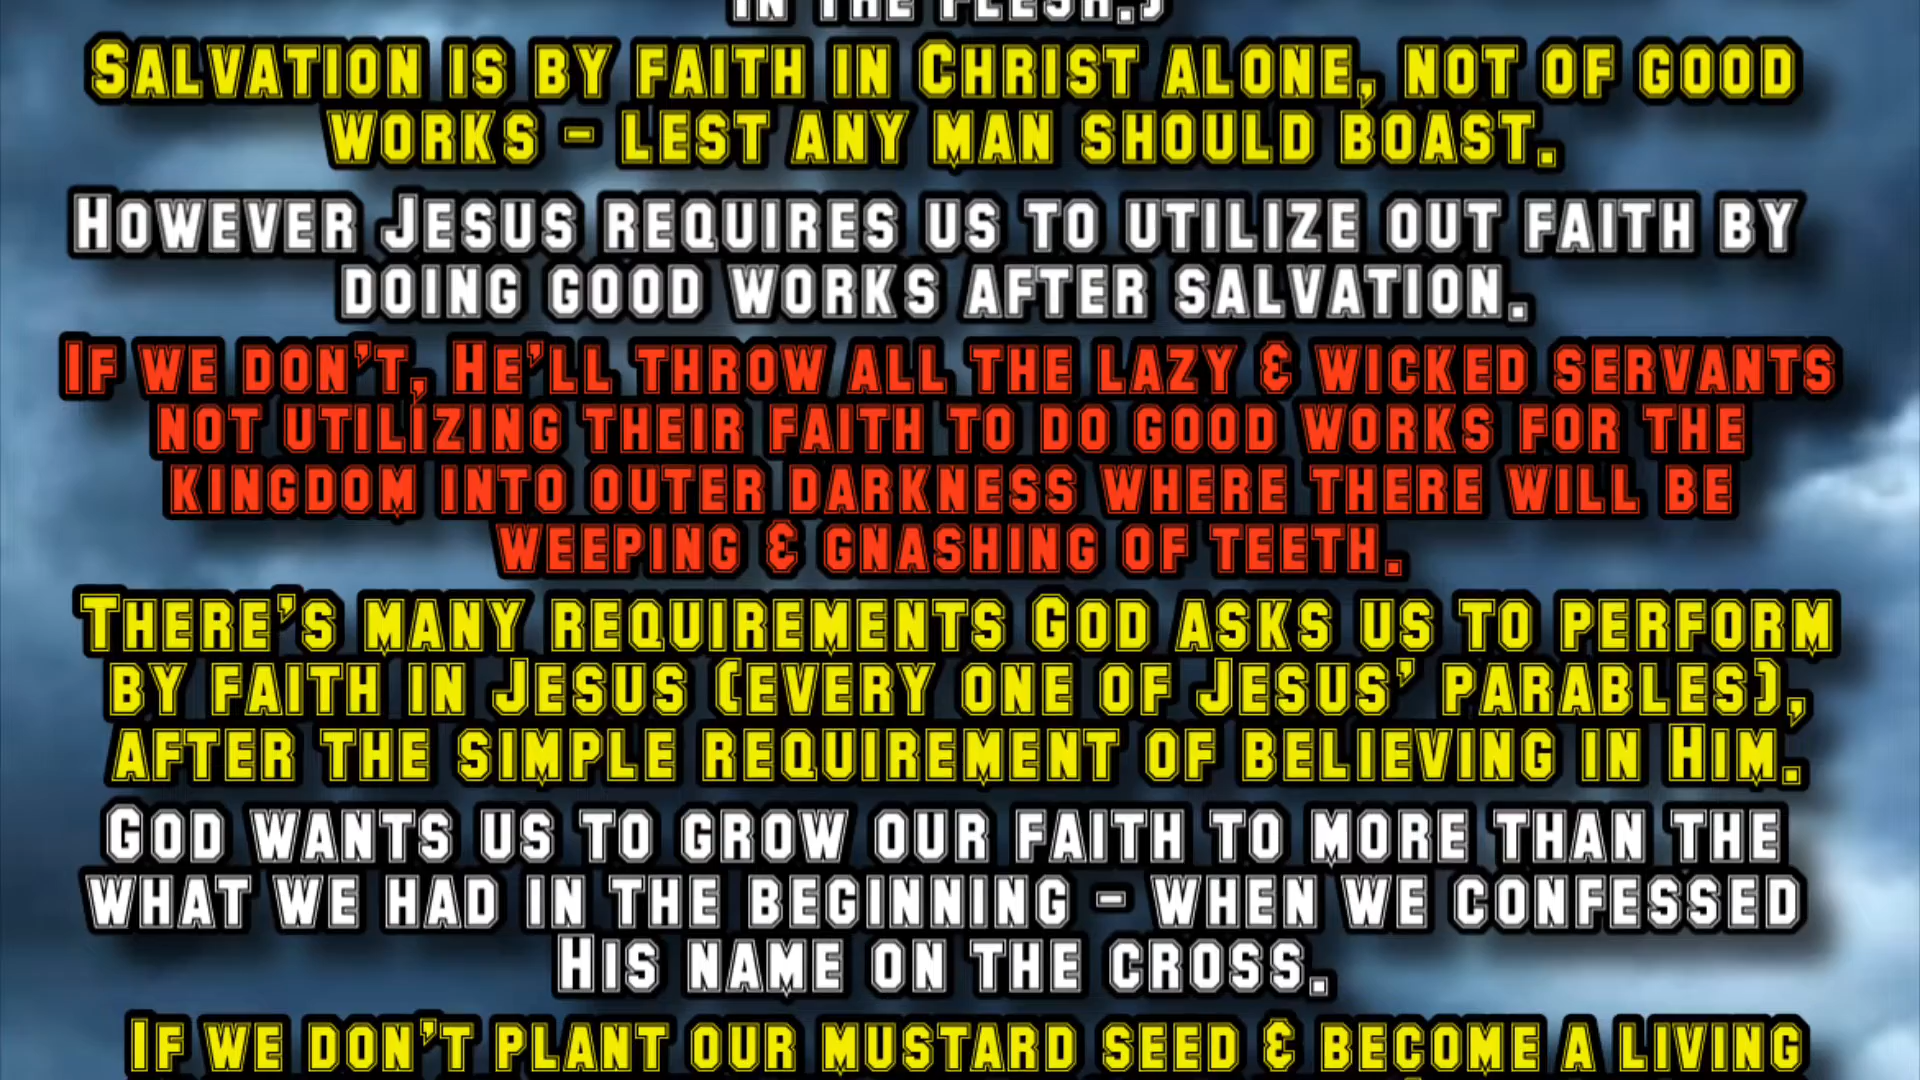 in the flesh.)
Salvation is by faith in Christ alone, not of good
works - lest any man should boast.
However Jesus requires us to utilize out faith by
doing good works after salvation.
If we don't, He'll throw all the lazy & wicked servants
not utilizing their faith to do good works for the
kingdom into outer darkness where there will be
weeping & gnashing of teeth.
There's many requirements God asks us to perform
by faith in Jesus (every one of Jesus' parables),
after the simple requirement of believing in Him.
God wants us to grow our faith to more than the
what we had in the beginning - when we confessed
His name on the cross.
If we don't plant our mustard seed & become a living